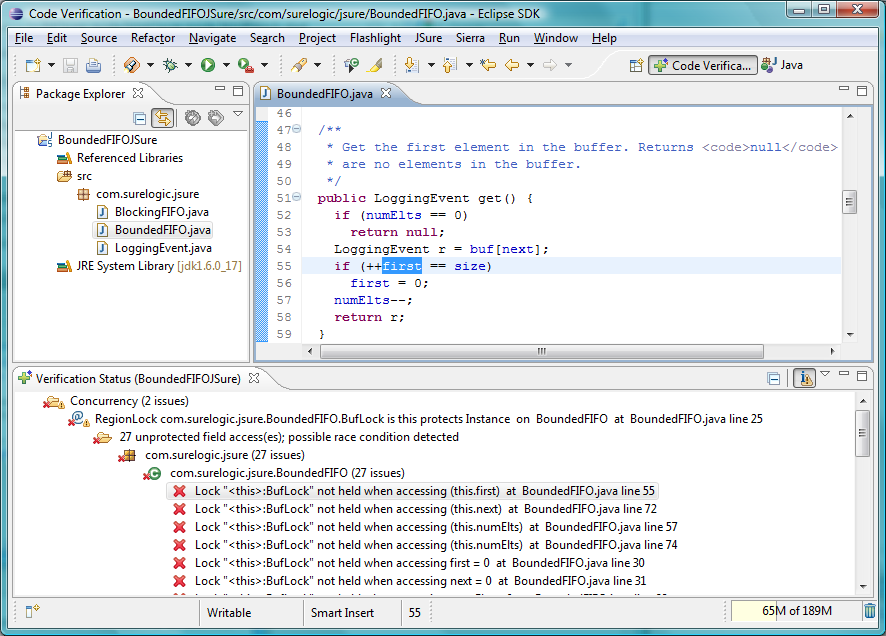 Code Verification - BoundedFIFOJSure/src/com/surelogic/jsure/BoundedFIFO.java - Eclipse SDK
File Edit Source Refactor Navigate Search Project Flashlight JSure Sierra Run Window Help
Code Verifica... Java
Package Explorer
BoundedFIFOJSure
Referenced Libraries
src
com.surelogic.jsure
BlockingFIFO.java
BoundedFIFO.java
LoggingEvent.java
JRE System Library [jdk1.6.0_17]
BoundedFIFO.java
46
47 /**
48 * Get the first element in the buffer. Returns <code>null</code>
49 * are no elements in the buffer.
50 */
51 public LoggingEvent get() {
52 if (numElts == 0)
53 return null;
54 LoggingEvent r = buf[next];
55 if (++first == size)
56 first = 0;
57 numElts--;
58 return r;
59 }
Verification Status (BoundedFIFOJSure)
Concurrency (2 issues)
RegionLock com.surelogic.jsure.BoundedFIFO.BufLock is this protects Instance on BoundedFIFO at BoundedFIFO.java line 25
27 unprotected field access(es); possible race condition detected
com.surelogic.jsure (27 issues)
com.surelogic.jsure.BoundedFIFO (27 issues)
Lock "<this>:BufLock" not held when accessing (this.first) at BoundedFIFO.java line 55
Lock "<this>:BufLock" not held when accessing (this.next) at BoundedFIFO.java line 72
Lock "<this>:BufLock" not held when accessing (this.numElts) at BoundedFIFO.java line 57
Lock "<this>:BufLock" not held when accessing (this.numElts) at BoundedFIFO.java line 74
Lock "<this>:BufLock" not held when accessing first = 0 at BoundedFIFO.java line 30
Lock "<this>:BufLock" not held when accessing next = 0 at BoundedFIFO.java line 31
Writable Smart Insert 55 65M of 189M